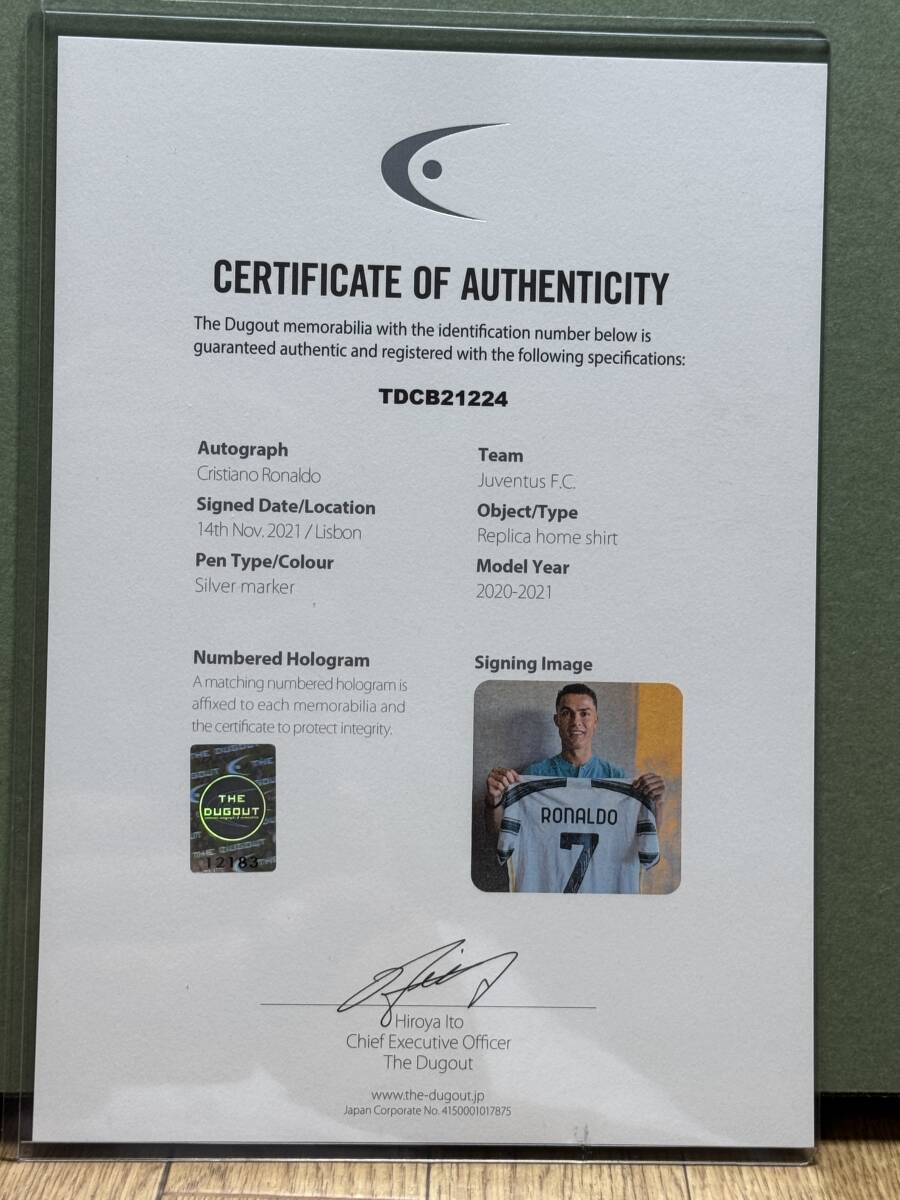 CERTIFICATE OF AUTHENTICITY
The Dugout memorabilia with the identification number below is
guaranteed authentic and registered with the following specifications:
TDCB21224
Autograph
Cristiano Ronaldo
Team
Juventus F.C.
Signed Date/Location
14th Nov. 2021 / Lisbon
Object/Type
Replica home shirt
Pen Type/Colour
Silver marker
Model Year
2020-2021
Numbered Hologram
A matching numbered hologram is
affixed to each memorabilia and
the certificate to protect integrity.
THE
DUGOUT
12183
Signing Image
RONALDO
7
Hiroya Ito
Chief Executive Officer
The Dugout
www.the-dugout.jp
Japan Corporate No. 4150001017875